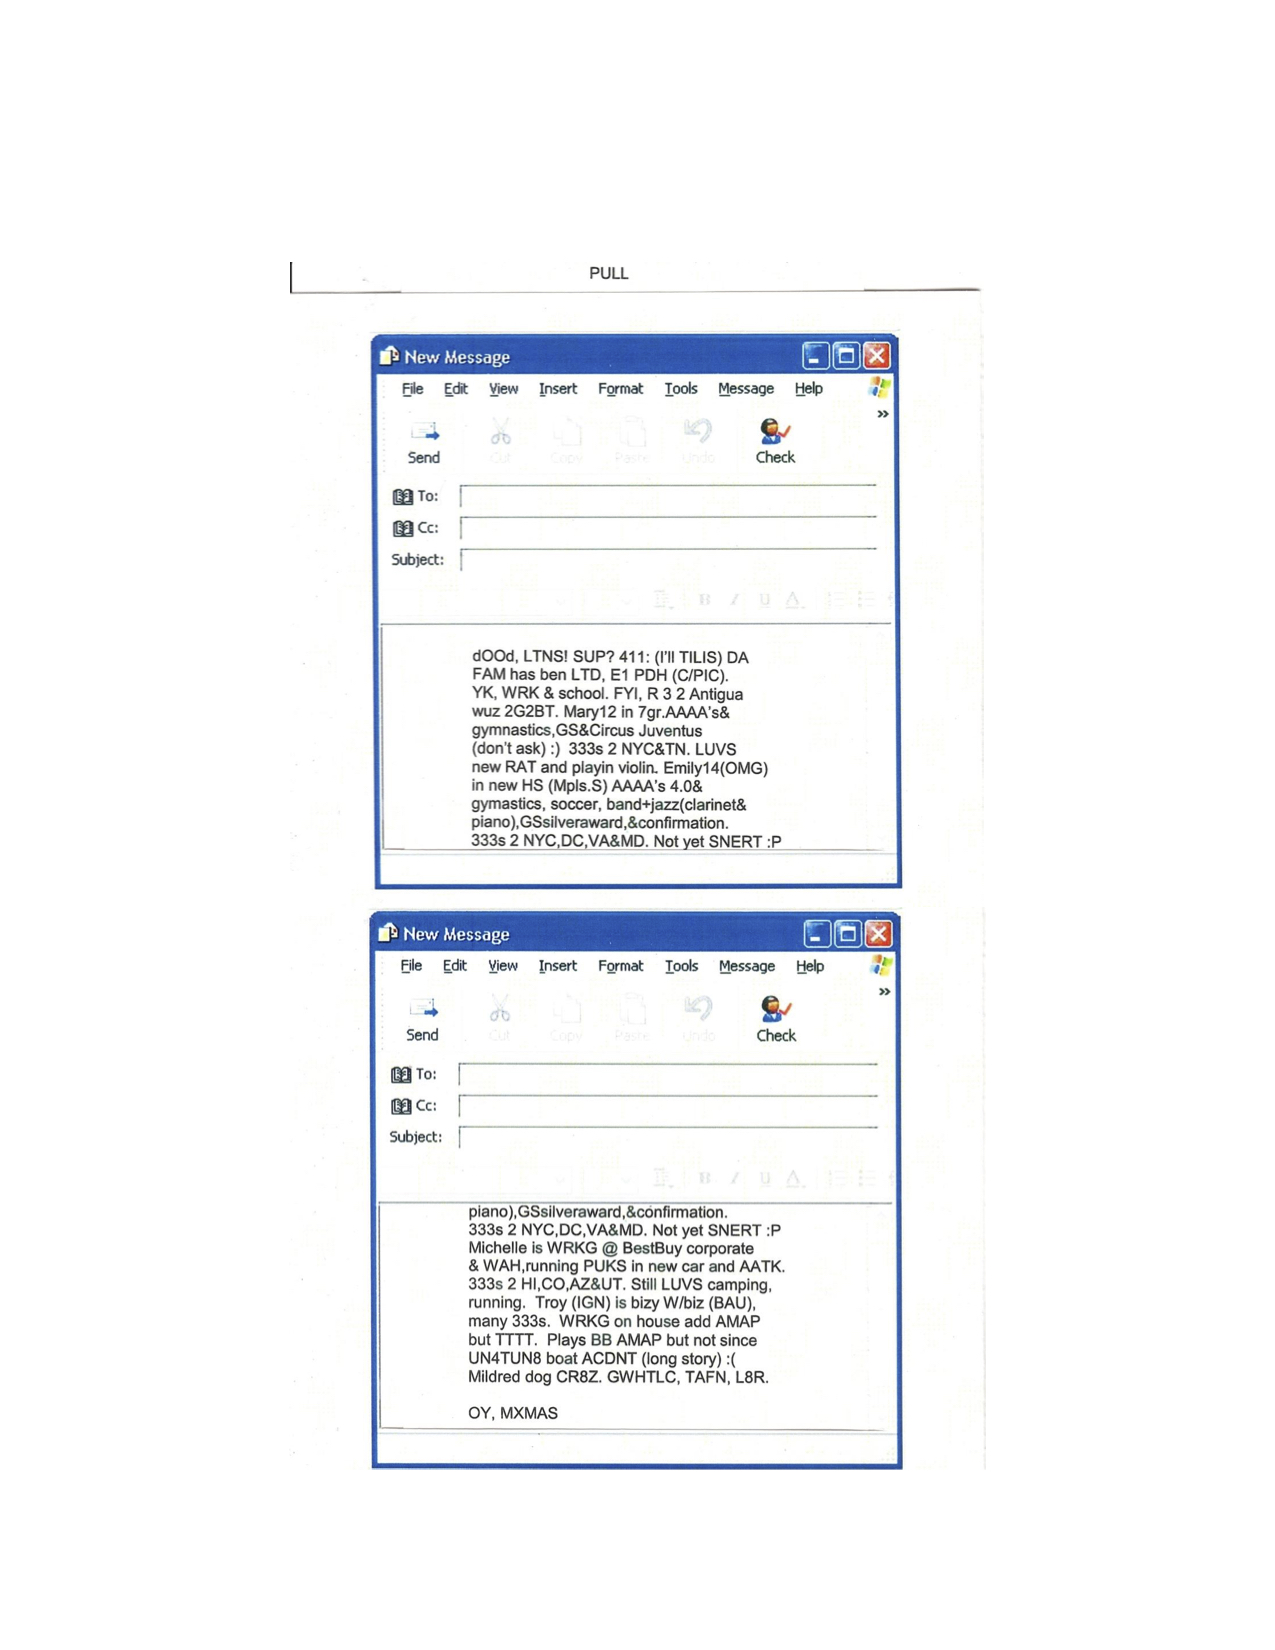 PULL
New Message
File Edit View Insert Format Tools Message Help
»
Send Cut Copy Paste Undo Check
To:
Cc:
Subject:
B I U A
dOOd, LTNS! SUP? 411: (I'll TILIS) DA
FAM has ben LTD, E1 PDH (C/PIC).
YK, WRK & school. FYI, R 3 2 Antigua
wuz 2G2BT. Mary12 in 7gr.AAAA's&
gymnastics,GS&Circus Juventus
(don't ask) :) 333s 2 NYC&TN. LUVS
new RAT and playin violin. Emily14(OMG)
in new HS (Mpls.S) AAAA's 4.0&
gymastics, soccer, band+jazz(clarinet&
piano),GSsilveraward,&confirmation.
333s 2 NYC,DC,VA&MD. Not yet SNERT :P
New Message
File Edit View Insert Format Tools Message Help
»
Send Cut Copy Paste Undo Check
To:
Cc:
Subject:
B I U A
piano),GSsilveraward,&confirmation.
333s 2 NYC,DC,VA&MD. Not yet SNERT :P
Michelle is WRKG @ BestBuy corporate
& WAH,running PUKS in new car and AATK.
333s 2 HI,CO,AZ&UT. Still LUVS camping,
running. Troy (IGN) is bizy W/biz (BAU),
many 333s. WRKG on house add AMAP
but TTTT. Plays BB AMAP but not since
UN4TUN8 boat ACDNT (long story) :(
Mildred dog CR8Z. GWHTLC, TAFN, L8R.
OY, MXMAS